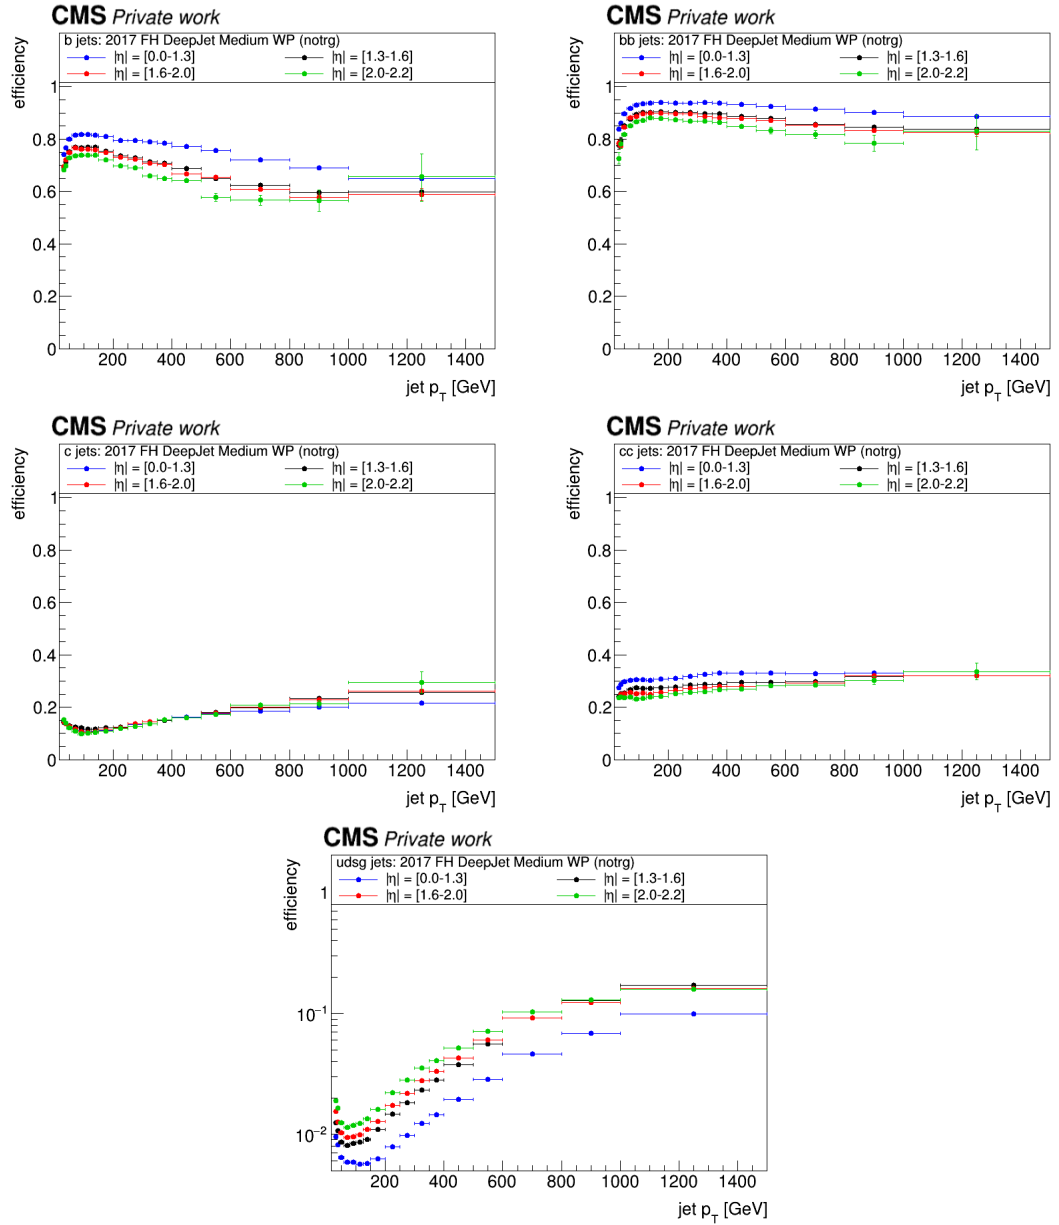 CMS Private work
b jets: 2017 FH DeepJet Medium WP (notrg)
|η| = [0.0-1.3] |η| = [1.3-1.6]
|η| = [1.6-2.0] |η| = [2.0-2.2]
efficiency
1
0.8
0.6
0.4
0.2
0
200 400 600 800 1000 1200 1400
jet p_T [GeV]
CMS Private work
bb jets: 2017 FH DeepJet Medium WP (notrg)
|η| = [0.0-1.3] |η| = [1.3-1.6]
|η| = [1.6-2.0] |η| = [2.0-2.2]
efficiency
1
0.8
0.6
0.4
0.2
0
200 400 600 800 1000 1200 1400
jet p_T [GeV]
CMS Private work
c jets: 2017 FH DeepJet Medium WP (notrg)
|η| = [0.0-1.3] |η| = [1.3-1.6]
|η| = [1.6-2.0] |η| = [2.0-2.2]
efficiency
1
0.8
0.6
0.4
0.2
0
200 400 600 800 1000 1200 1400
jet p_T [GeV]
CMS Private work
cc jets: 2017 FH DeepJet Medium WP (notrg)
|η| = [0.0-1.3] |η| = [1.3-1.6]
|η| = [1.6-2.0] |η| = [2.0-2.2]
efficiency
1
0.8
0.6
0.4
0.2
0
200 400 600 800 1000 1200 1400
jet p_T [GeV]
CMS Private work
udsg jets: 2017 FH DeepJet Medium WP (notrg)
|η| = [0.0-1.3] |η| = [1.3-1.6]
|η| = [1.6-2.0] |η| = [2.0-2.2]
efficiency
1
10⁻¹
10⁻²
200 400 600 800 1000 1200 1400
jet p_T [GeV]